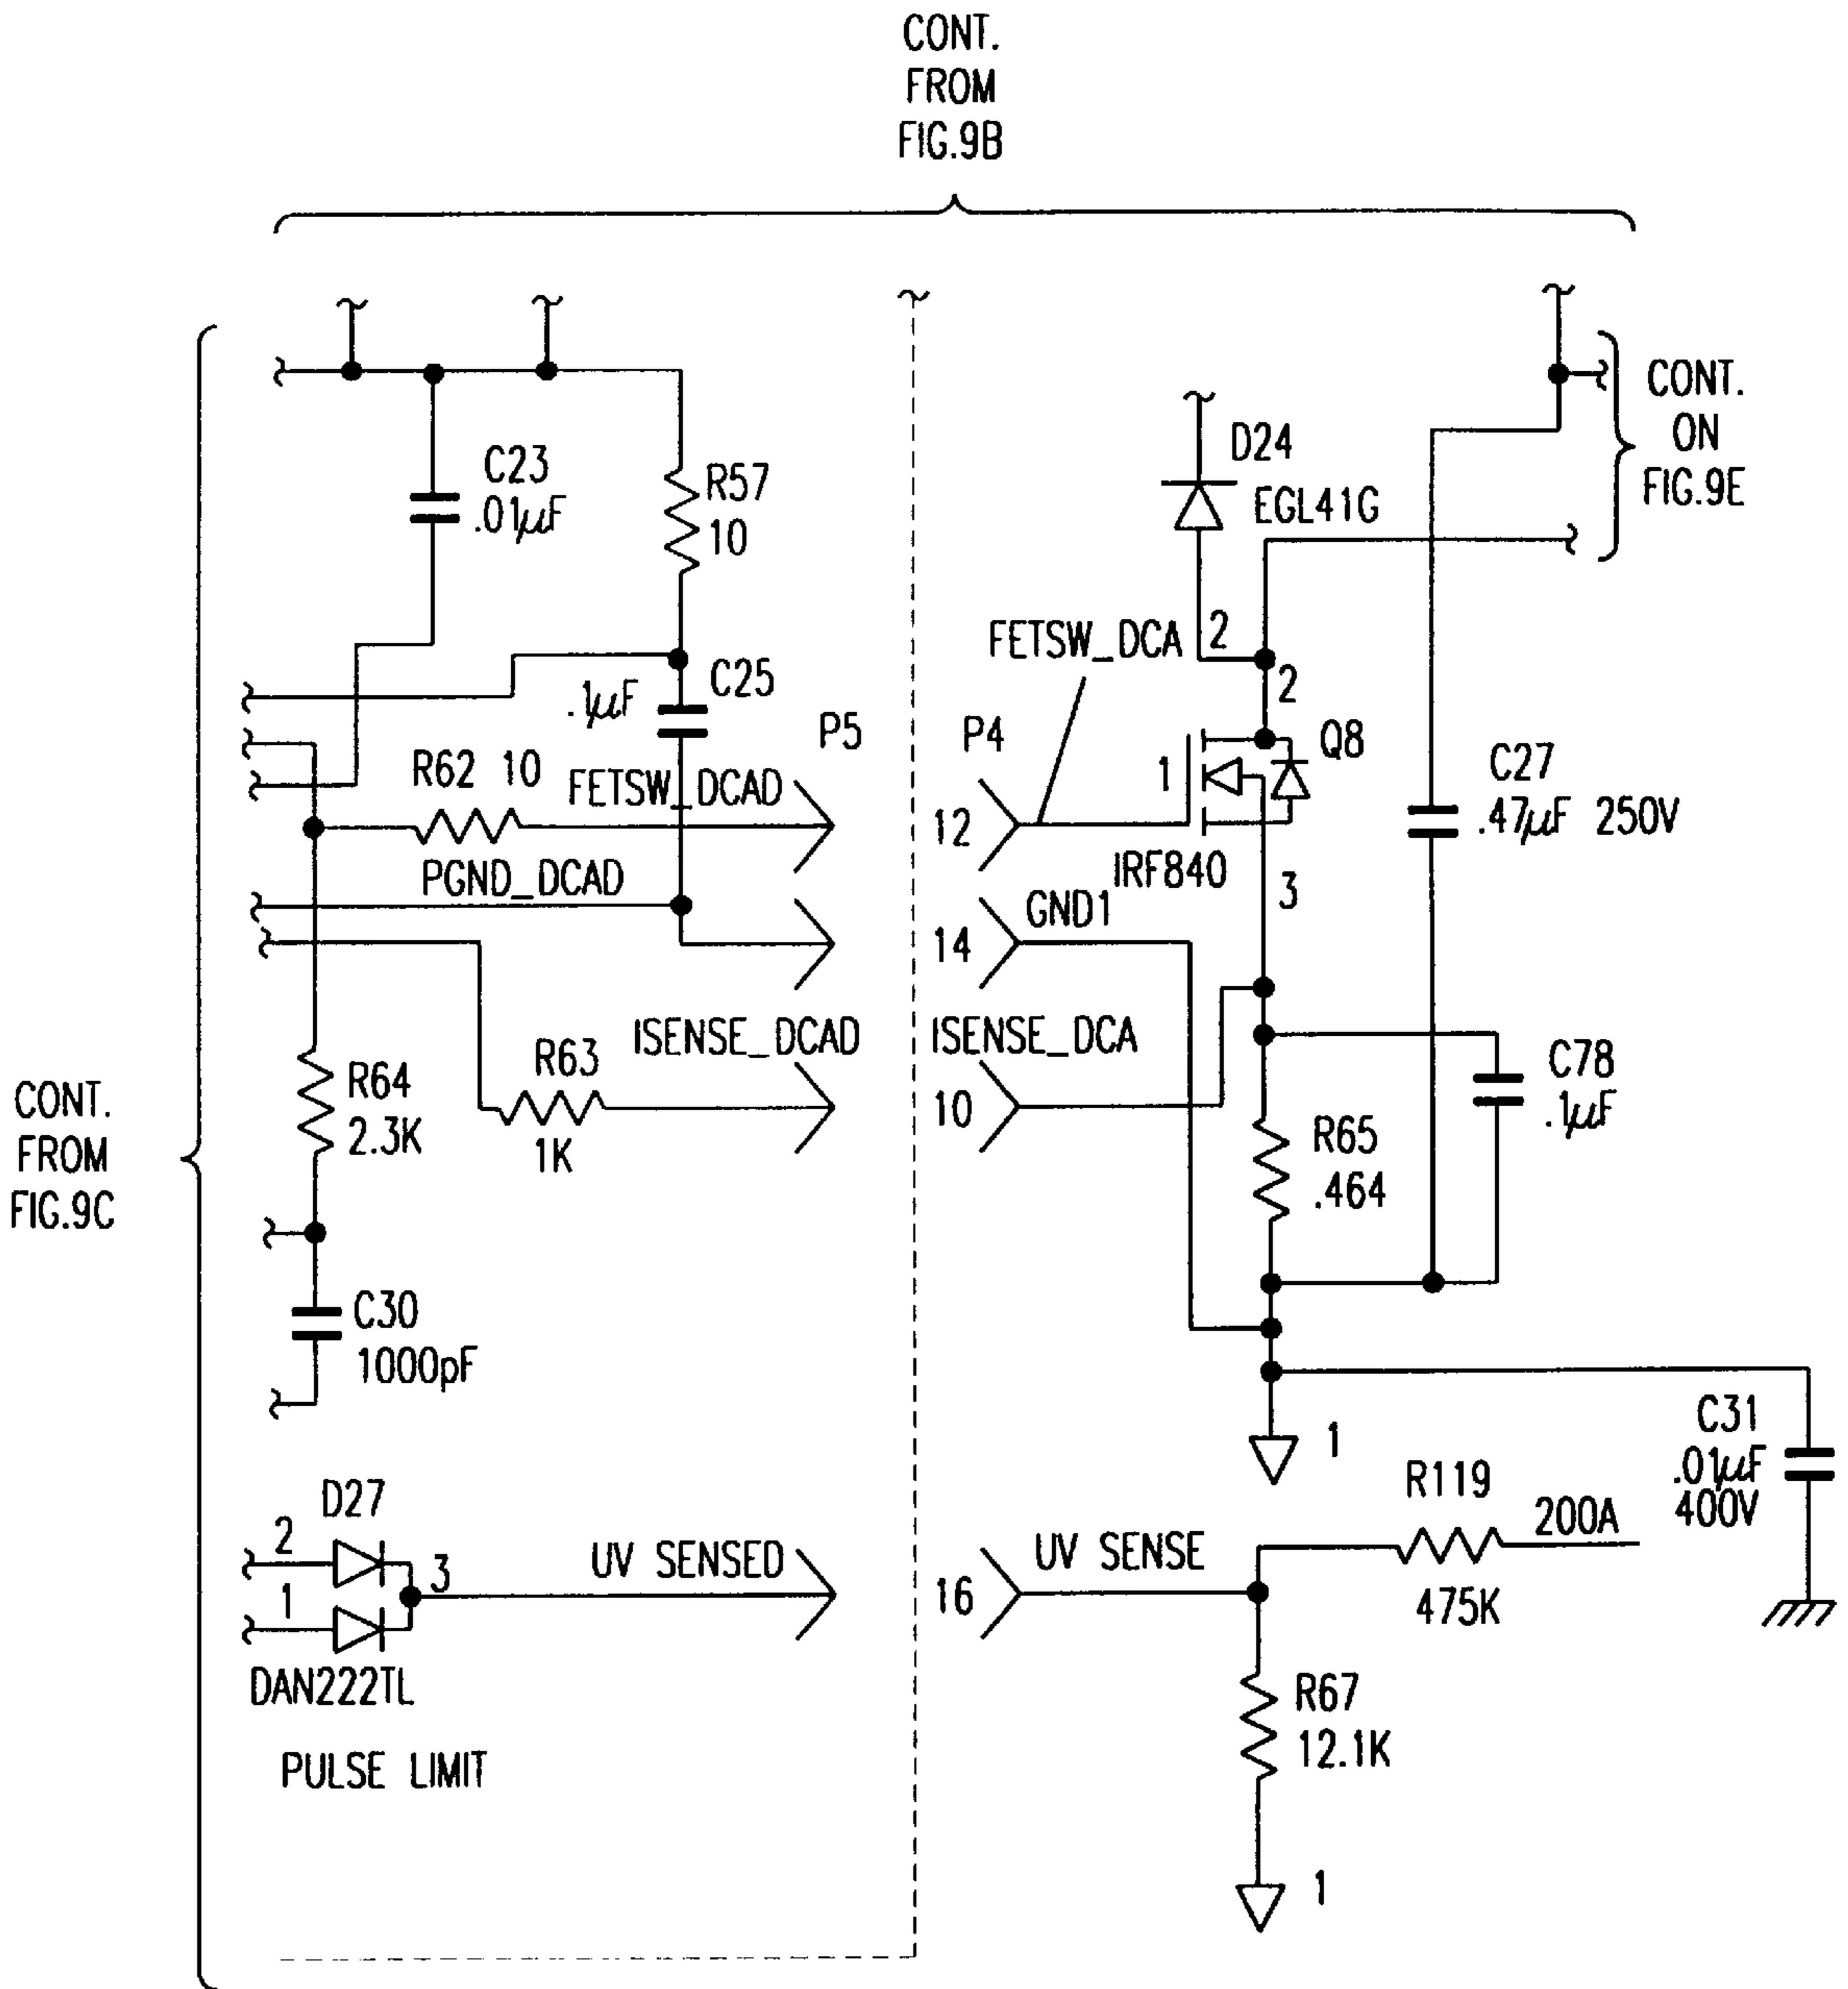 CONT.
FROM
FIG.9B
CONT.
ON
FIG.9E
D24
EGL41G
C23
.01µF
R57
10
FETSW_DCA
2
2
C25
.1µF
P5
P4
Q8
1
R62 10
FETSW_DCAD
12
C27
.47µF 250V
IRF840
3
PGND_DCAD
GND1
14
ISENSE_DCAD
ISENSE_DCA
R63
1K
10
C78
.1µF
R64
2.3K
R65
.464
CONT.
FROM
FIG.9C
C30
1000pF
1
C31
.01µF
400V
R119
200A
475K
D27
2
1
3
UV SENSED
UV SENSE
16
DAN222TL
R67
12.1K
PULSE LIMIT
1